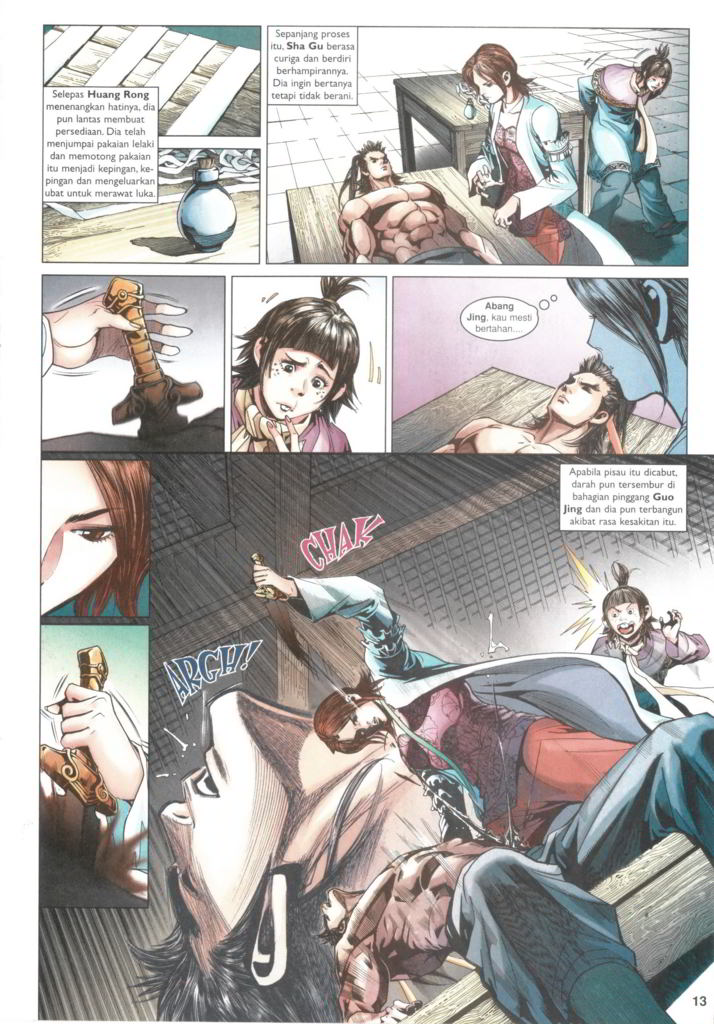 Selepas Huang Rong
menenangkan hatinya, dia
pun lantas membuat
persediaan. Dia telah
menjumpai pakaian lelaki
dan memotong pakaian
itu menjadi kepingan, ke-
pingan dan mengeluarkan
ubat untuk merawat luka.
Sepanjang proses
itu, Sha Gu berasa
curiga dan berdiri
berhampirannya.
Dia ingin bertanya
tetapi tidak berani.
Abang
Jing, kau mesti
bertahan....
Apabila pisau itu dicabut,
darah pun tersembur di
bahagian pinggang Guo
Jing dan dia pun terbangun
akibat rasa kesakitan itu.
CHAK
ARGH!
13